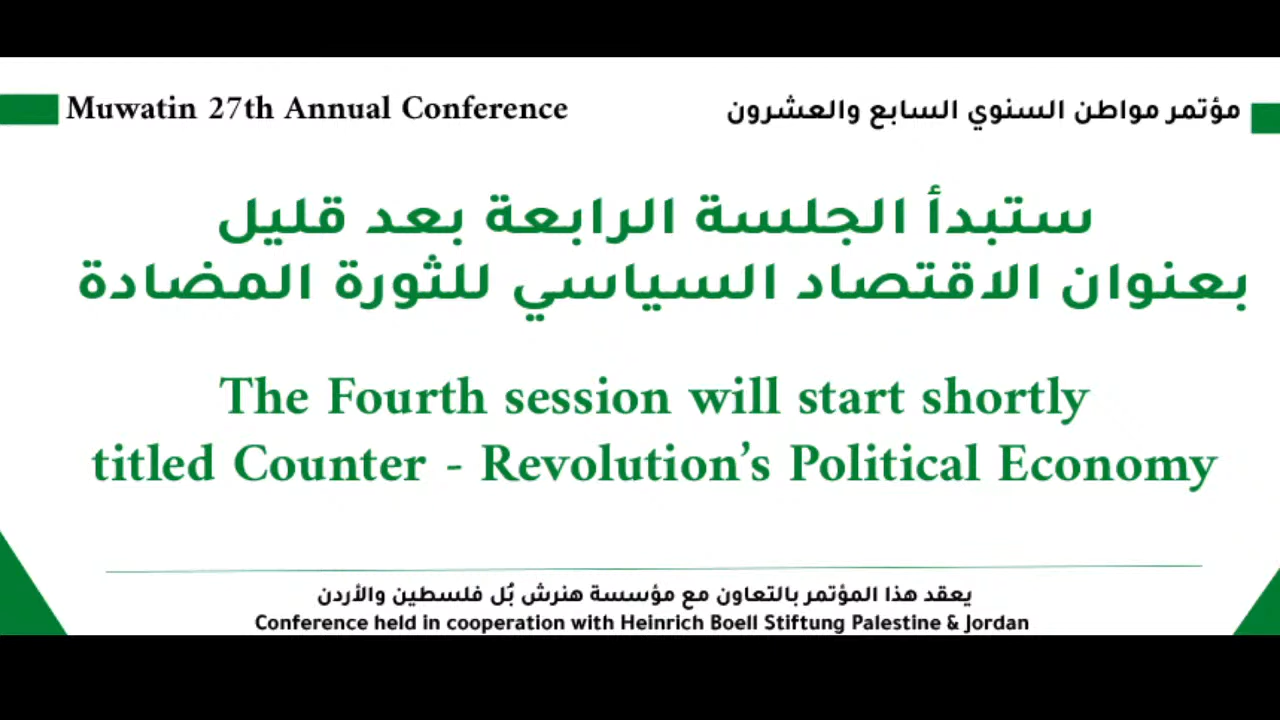 Muwatin 27th Annual Conference
مؤتمر مواطن السنوي السابع والعشرون
ستبدأ الجلسة الرابعة بعد قليل
بعنوان الاقتصاد السياسي للثورة المضادة
The Fourth session will start shortly
titled Counter - Revolution’s Political Economy
يعقد هذا المؤتمر بالتعاون مع مؤسسة هنرش بُل فلسطين والأردن
Conference held in cooperation with Heinrich Boell Stiftung Palestine & Jordan